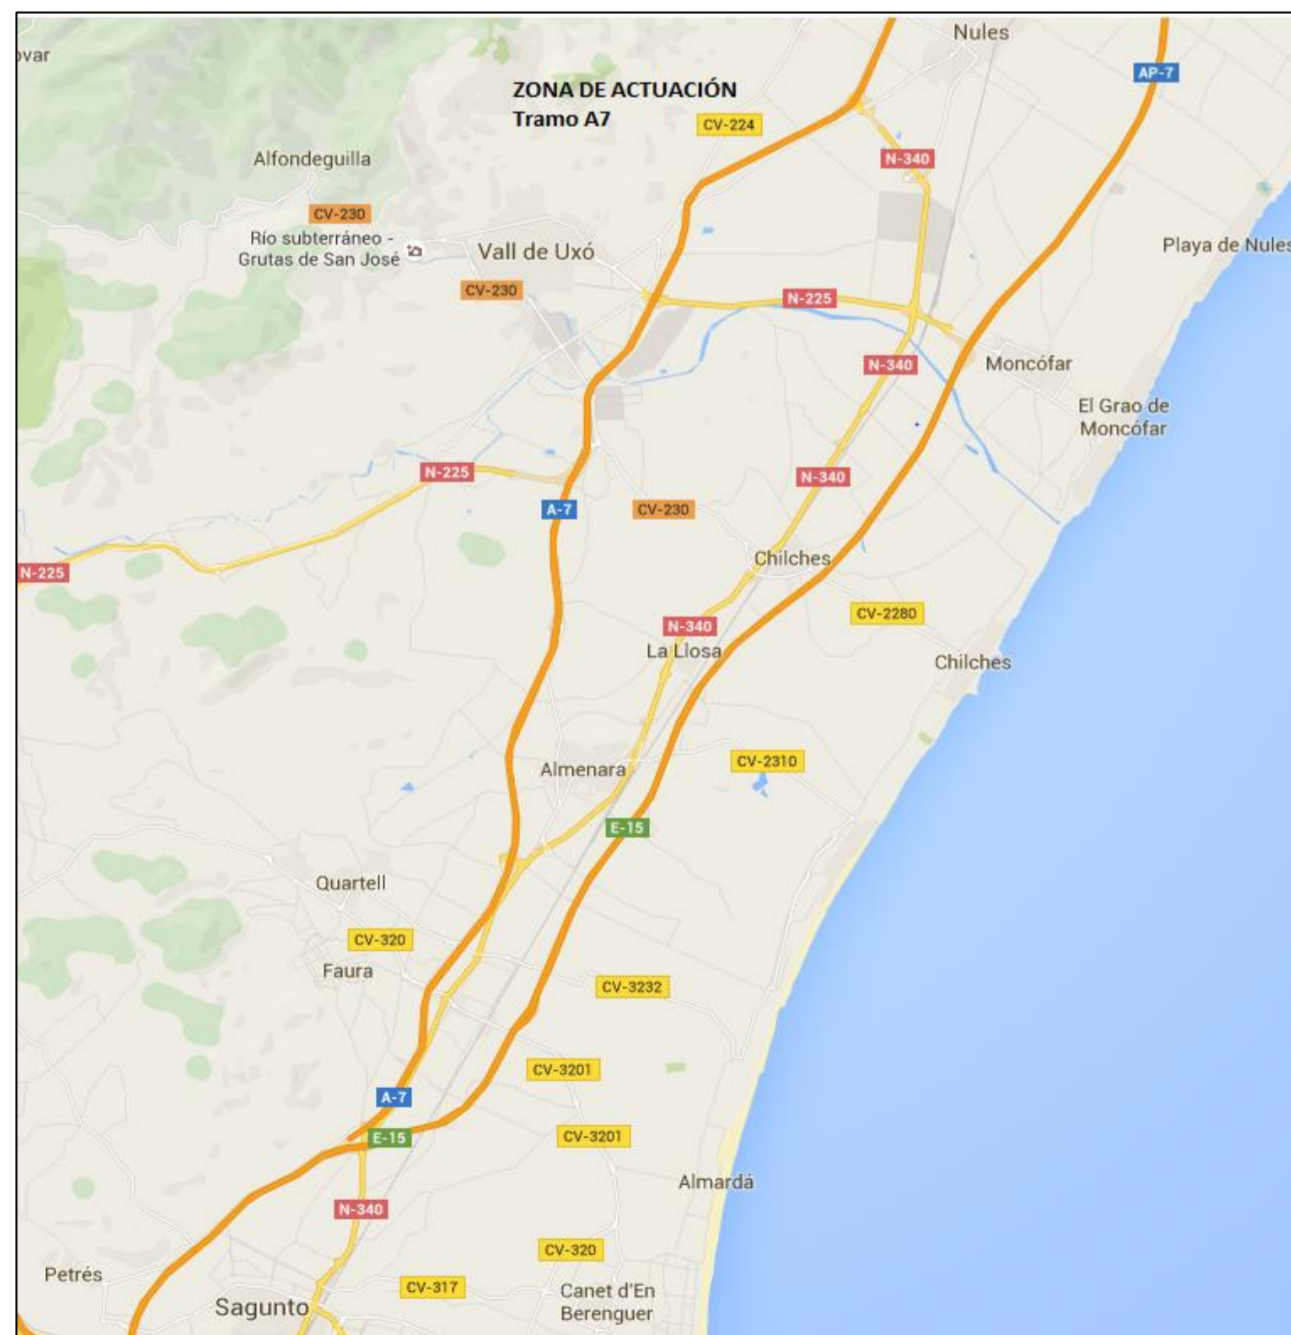 Nules
ovar
AP-7
ZONA DE ACTUACIÓN
Tramo A7
CV-224
Alfondeguilla
N-340
CV-230
Río subterráneo -
Grutas de San José
Vall de Uxó
Playa de Nules
CV-230
N-225
N-340
Moncófar
El Grao de
Moncófar
N-225
N-340
A-7
CV-230
Chilches
N-225
CV-2280
N-340
La Llosa
Chilches
Almenara
CV-2310
E-15
Quartell
CV-320
Faura
CV-3232
CV-3201
A-7
E-15
CV-3201
Almardá
N-340
CV-320
Petrés
CV-317
Canet d'En
Berenguer
Sagunto